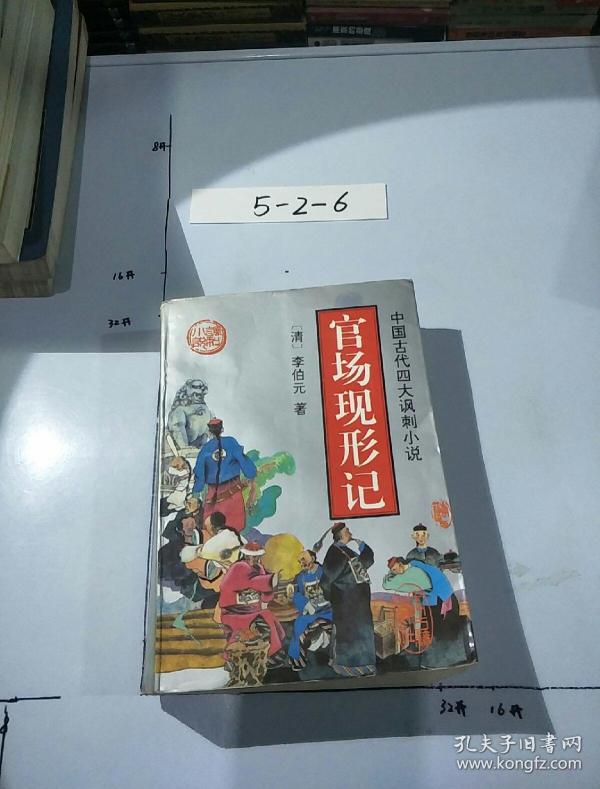 8开
5-2-6
16开
32开
中国古代四大讽刺小说
官场现形记
〔清〕李伯元 著
32开 16开
孔夫子旧书网
www.kongfz.com